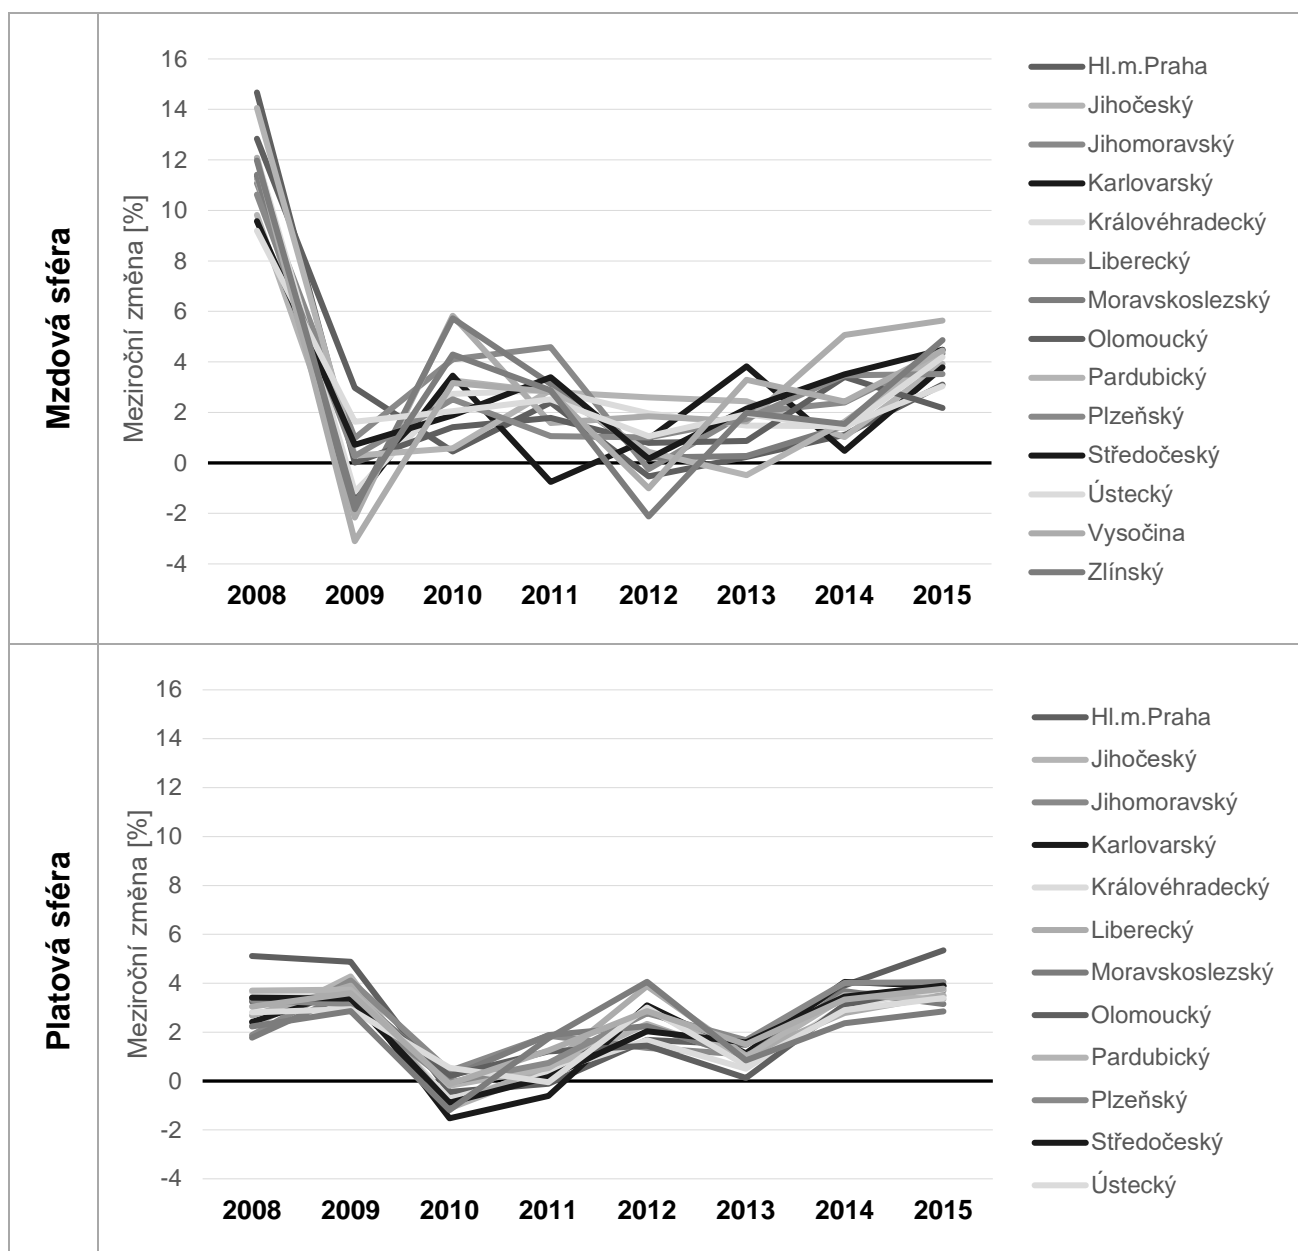 Mzdová sféra
Meziroční změna [%]
16
14
12
10
8
6
4
2
0
-2
-4
2008 2009 2010 2011 2012 2013 2014 2015
Hl.m.Praha
Jihočeský
Jihomoravský
Karlovarský
Královéhradecký
Liberecký
Moravskoslezský
Olomoucký
Pardubický
Plzeňský
Středočeský
Ústecký
Vysočina
Zlínský
Platová sféra
Meziroční změna [%]
16
14
12
10
8
6
4
2
0
-2
-4
2008 2009 2010 2011 2012 2013 2014 2015
Hl.m.Praha
Jihočeský
Jihomoravský
Karlovarský
Královéhradecký
Liberecký
Moravskoslezský
Olomoucký
Pardubický
Plzeňský
Středočeský
Ústecký